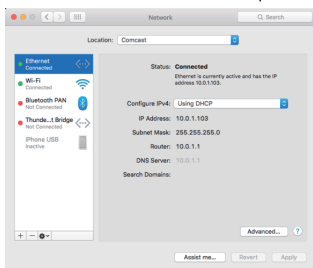 Network
Search
Location: Comcast
Ethernet
Connected
Wi-Fi
Connected
Bluetooth PAN
Not Connected
Thunde...t Bridge
Not Connected
iPhone USB
Inactive
Status: Connected
Ethernet is currently active and has the IP
address 10.0.1.103.
Configure IPv4: Using DHCP
IP Address: 10.0.1.103
Subnet Mask: 255.255.255.0
Router: 10.0.1.1
DNS Server: 10.0.1.1
Search Domains:
Advanced... ?
Assist me... Revert Apply